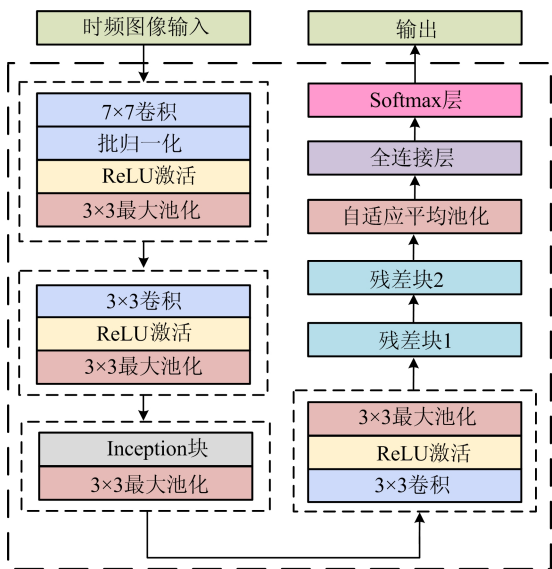 时频图像输入
7×7卷积
批归一化
ReLU激活
3×3最大池化
3×3卷积
ReLU激活
3×3最大池化
Inception块
3×3最大池化
3×3卷积
ReLU激活
3×3最大池化
残差块1
残差块2
自适应平均池化
全连接层
Softmax层
输出